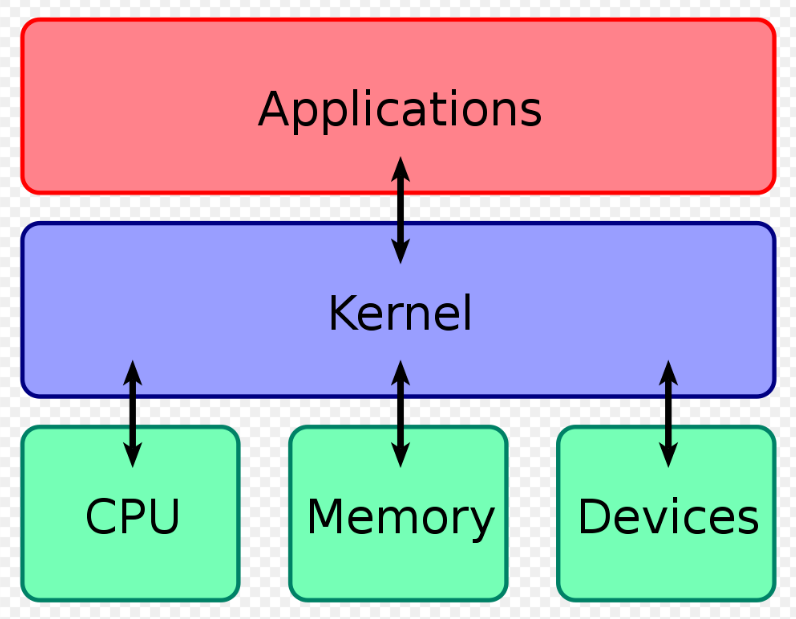 Applications
Kernel
CPU
Memory
Devices